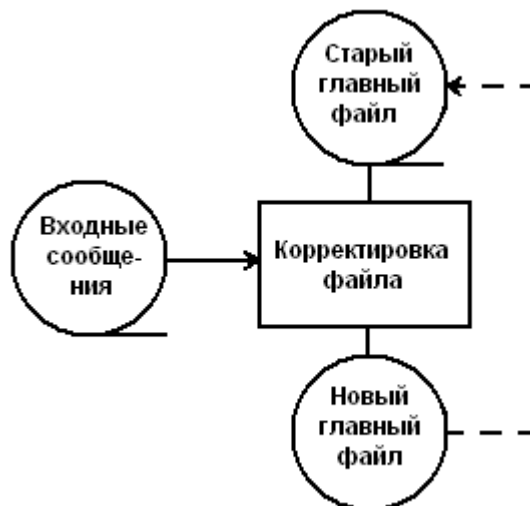 Старый
главный
файл
Входные
сообще-
ния
Корректировка
файла
Новый
главный
файл